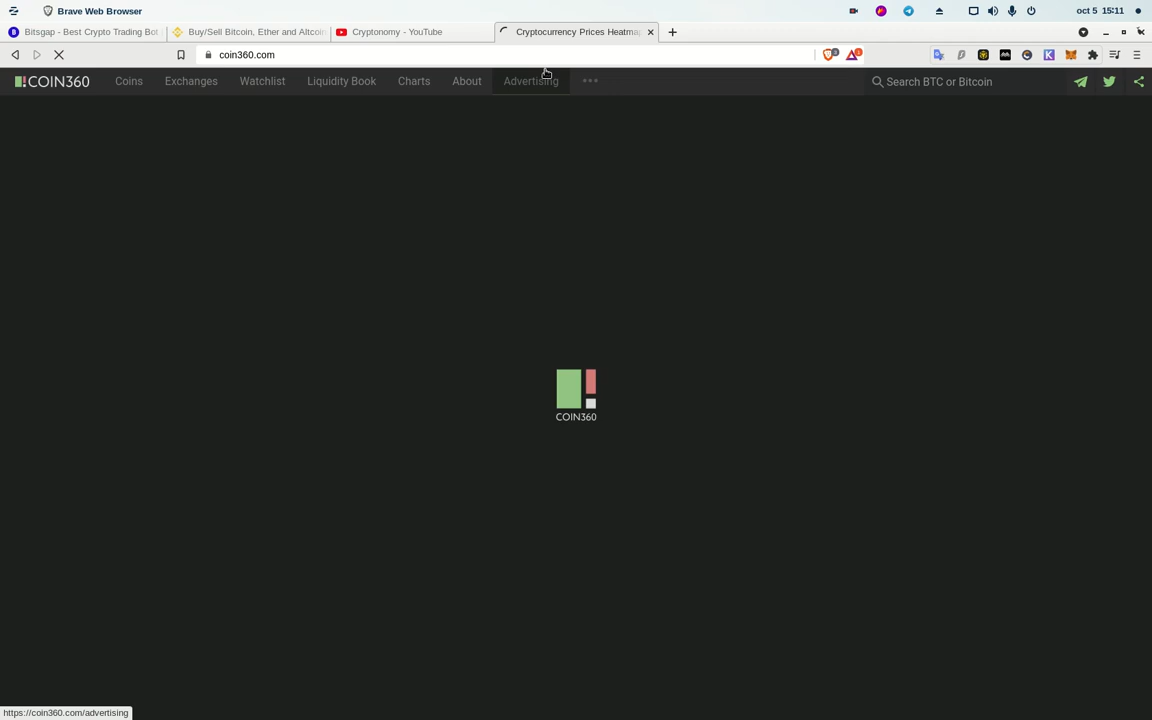 Brave Web Browser
oct 5 15:11
Bitsgap - Best Crypto Trading Bot
Buy/Sell Bitcoin, Ether and Altcoin
Cryptonomy - YouTube
Cryptocurrency Prices Heatma
coin360.com
COIN360
Coins
Exchanges
Watchlist
Liquidity Book
Charts
About
Advertising
Search BTC or Bitcoin
COIN360
https://coin360.com/advertising